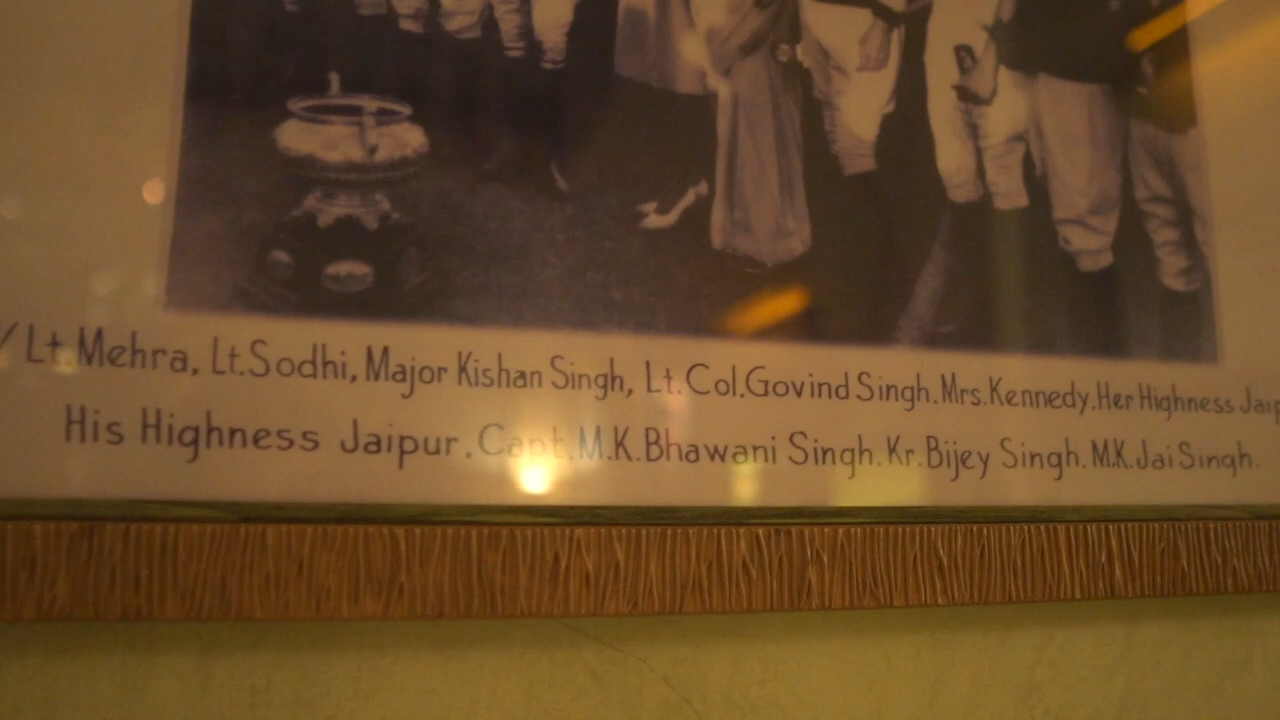 Lt.Mehra, Lt.Sodhi, Major Kishan Singh, Lt.Col.Govind Singh.Mrs.Kennedy.Her Highness
His Highness Jaipur.Capt.M.K.Bhawani Singh.Kr.Bijey Singh.M.K.Jai Singh.